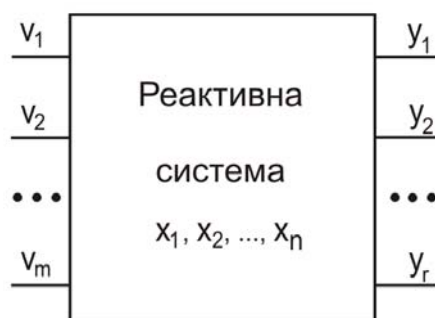 v₁
v₂
•••
vₘ
Реактивна
система
x₁, x₂, ..., xₙ
y₁
y₂
•••
yᵣ